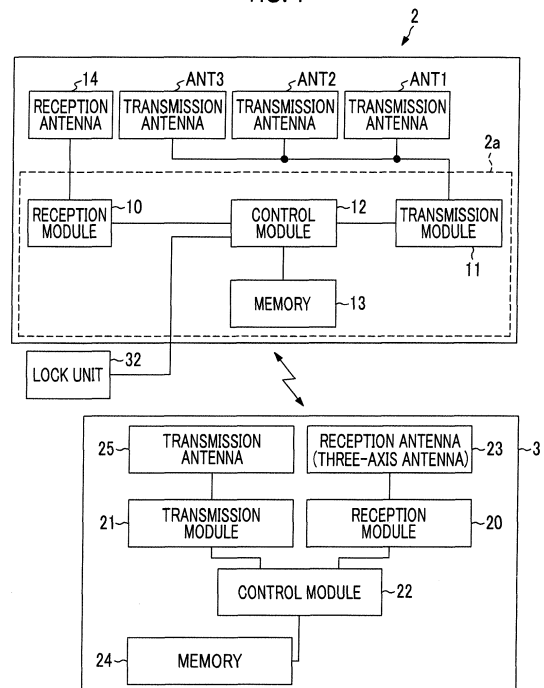 2
14
ANT3
ANT2
ANT1
RECEPTION
ANTENNA
TRANSMISSION
ANTENNA
TRANSMISSION
ANTENNA
TRANSMISSION
ANTENNA
2a
10
12
RECEPTION
MODULE
CONTROL
MODULE
TRANSMISSION
MODULE
11
MEMORY
13
LOCK UNIT
32
25
TRANSMISSION
ANTENNA
RECEPTION ANTENNA
(THREE-AXIS ANTENNA)
23
3
21
TRANSMISSION
MODULE
RECEPTION
MODULE
20
CONTROL MODULE
22
24
MEMORY